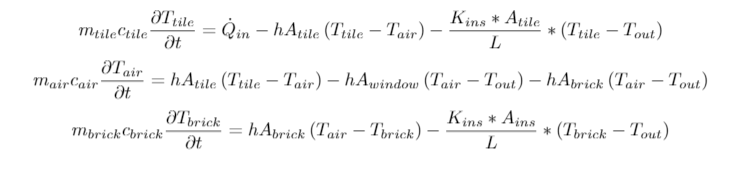 m_{tile}c_{tile} \frac{\partial T_{tile}}{\partial t} = \dot{Q}_{in} - hA_{tile} (T_{tile} - T_{air}) - \frac{K_{ins} * A_{tile}}{L} * (T_{tile} - T_{out})
m_{air}c_{air} \frac{\partial T_{air}}{\partial t} = hA_{tile} (T_{tile} - T_{air}) - hA_{window} (T_{air} - T_{out}) - hA_{brick} (T_{air} - T_{out})
m_{brick}c_{brick} \frac{\partial T_{brick}}{\partial t} = hA_{brick} (T_{air} - T_{brick}) - \frac{K_{ins} * A_{ins}}{L} * (T_{brick} - T_{out})